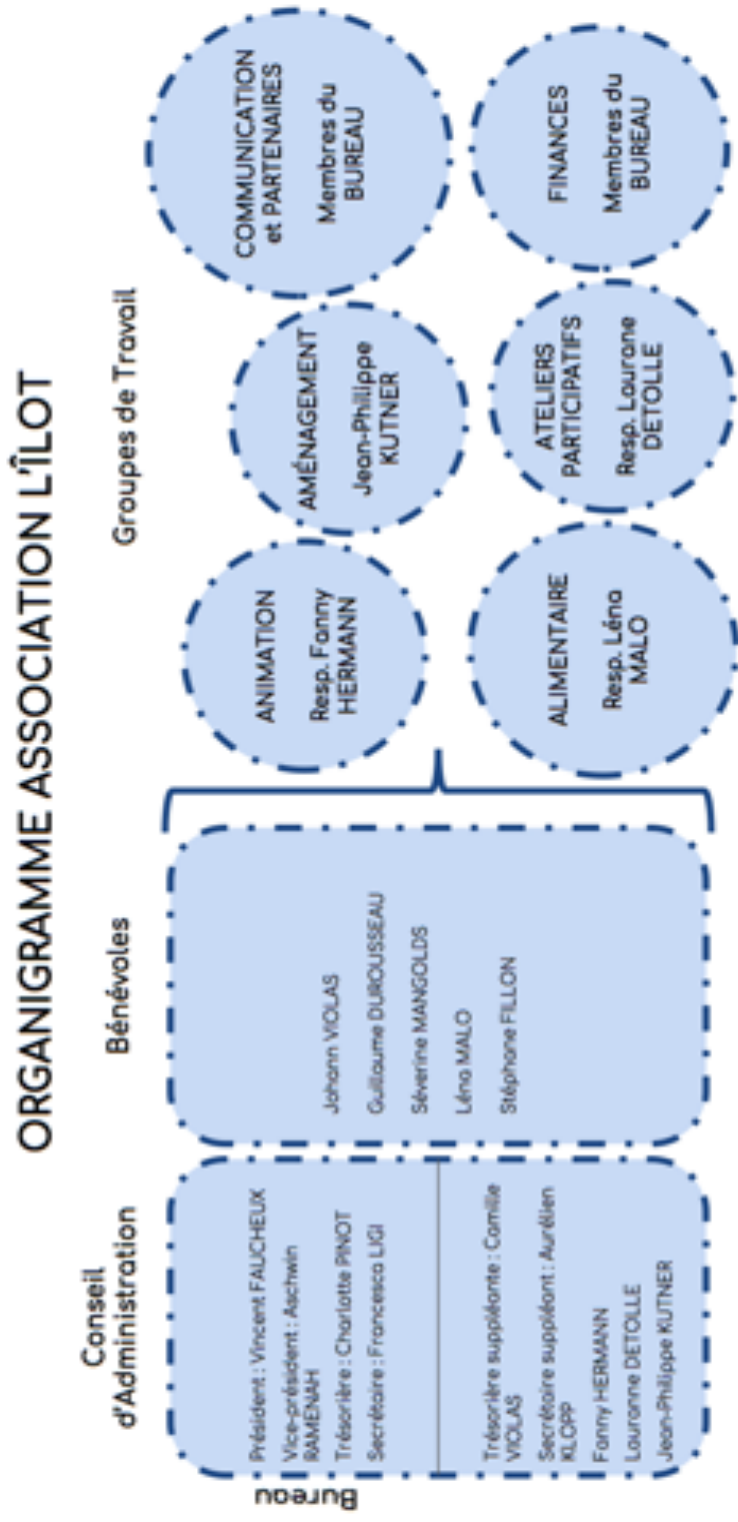 ORGANIGRAMME ASSOCIATION L'ÎLOT
Conseil
d'Administration
Bureau
Président : Vincent FAUCHEUX
Vice-président : Aschwin
RAMENAH
Trésorière : Charlotte PINOT
Secrétaire : Francesca LIGI
Trésorière suppléante : Camille
VIOLAS
Secrétaire suppléant : Aurélien
KLOPP
Fanny HERMANN
Lauranne DETOLLE
Jean-Philippe KUTNER
Bénévoles
Johann VIOLAS
Guillaume DUROUSSEAU
Séverine MANGOLDS
Léna MALO
Stéphane FILLON
Groupes de Travail
ANIMATION
Resp. Fanny
HERMANN
AMÉNAGEMENT
Jean-Philippe
KUTNER
COMMUNICATION
et PARTENAIRES
Membres du
BUREAU
ALIMENTAIRE
Resp. Léna
MALO
ATELIERS
PARTICIPATIFS
Resp. Laurane
DETOLLE
FINANCES
Membres du
BUREAU